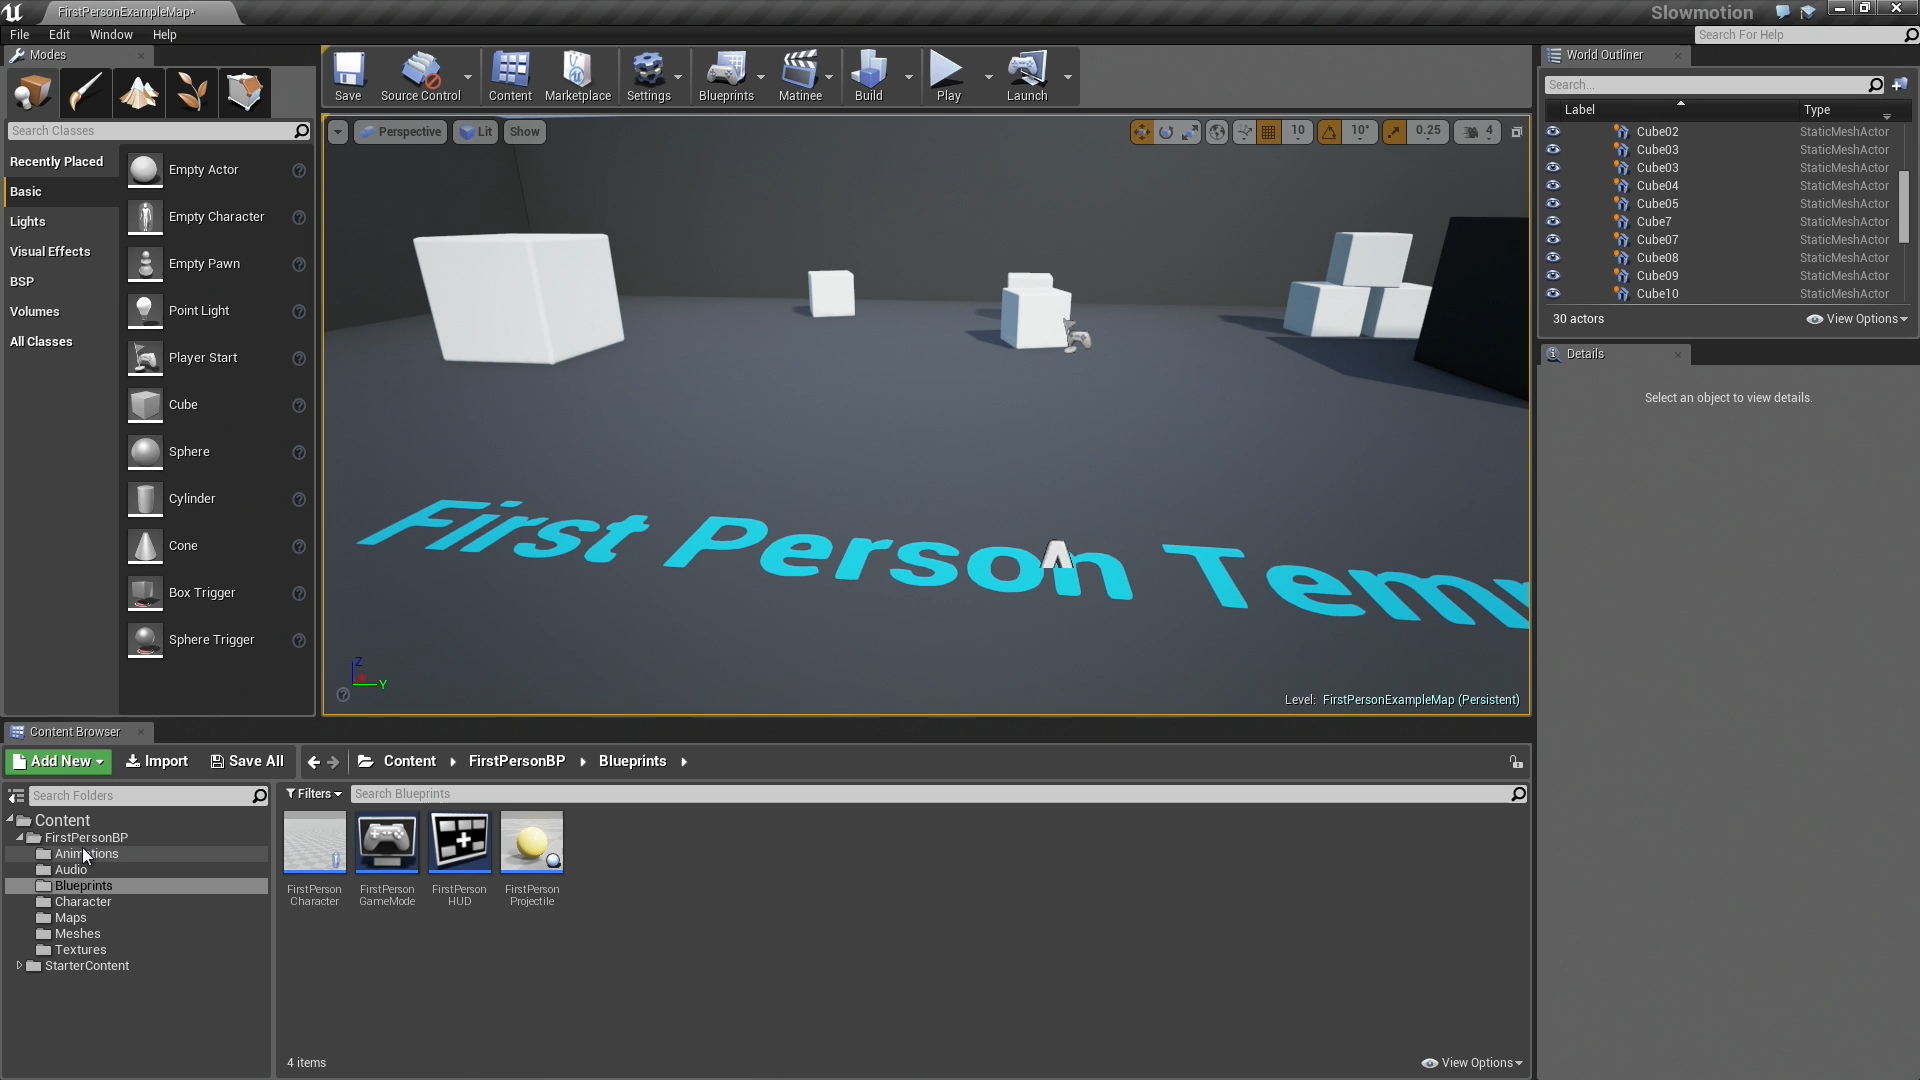 FirstPersonExampleMap*
Slowmotion
File Edit Window Help
Search For Help
Modes
Search Classes
Recently Placed
Basic
Lights
Visual Effects
BSP
Volumes
All Classes
Empty Actor
Empty Character
Empty Pawn
Point Light
Player Start
Cube
Sphere
Cylinder
Cone
Box Trigger
Sphere Trigger
Save
Source Control
Content
Marketplace
Settings
Blueprints
Matinee
Build
Play
Launch
Perspective
Lit
Show
10
10°
0.25
4
First Person Temp
Z
Y
Level: FirstPersonExampleMap (Persistent)
World Outliner
Search...
Label Type
Cube02 StaticMeshActor
Cube03 StaticMeshActor
Cube03 StaticMeshActor
Cube04 StaticMeshActor
Cube05 StaticMeshActor
Cube7 StaticMeshActor
Cube07 StaticMeshActor
Cube08 StaticMeshActor
Cube09 StaticMeshActor
Cube10 StaticMeshActor
30 actors
View Options
Details
Select an object to view details.
Content Browser
Add New
Import
Save All
Content
FirstPersonBP
Blueprints
Search Folders
Filters
Search Blueprints
Content
FirstPersonBP
Animations
Audio
Blueprints
Character
Maps
Meshes
Textures
StarterContent
FirstPerson
Character
FirstPerson
GameMode
FirstPerson
HUD
FirstPerson
Projectile
4 items
View Options